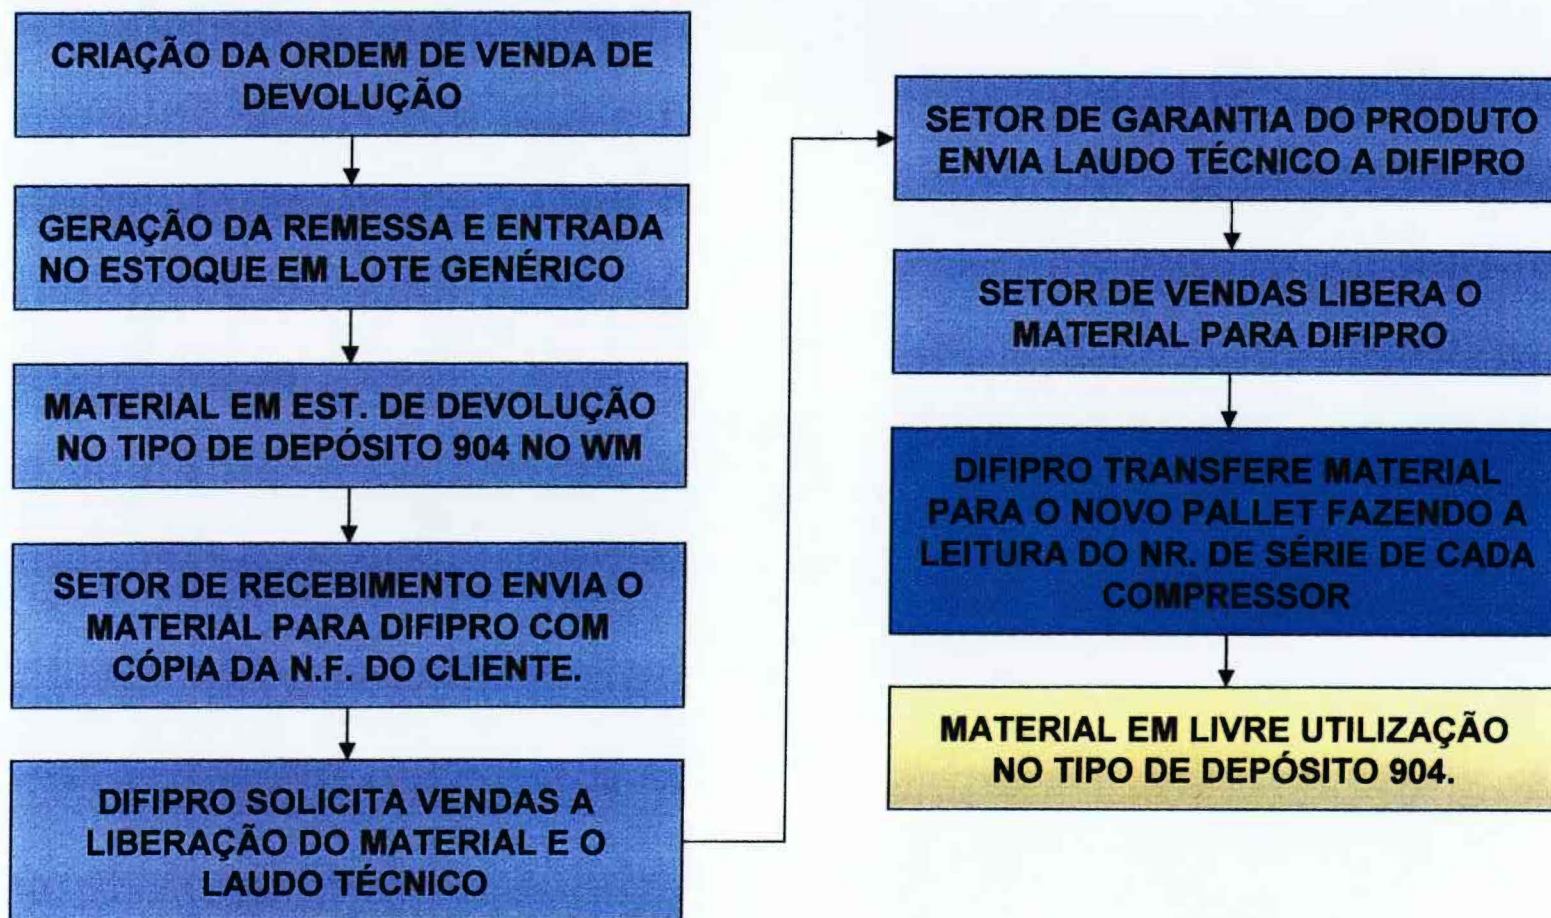 CRIAÇÃO DA ORDEM DE VENDA DE
DEVOLUÇÃO
GERAÇÃO DA REMESSA E ENTRADA
NO ESTOQUE EM LOTE GENÉRICO
MATERIAL EM EST. DE DEVOLUÇÃO
NO TIPO DE DEPÓSITO 904 NO WM
SETOR DE RECEBIMENTO ENVIA O
MATERIAL PARA DIFIPRO COM
CÓPIA DA N.F. DO CLIENTE.
DIFIPRO SOLICITA VENDAS A
LIBERAÇÃO DO MATERIAL E O
LAUDO TÉCNICO
SETOR DE GARANTIA DO PRODUTO
ENVIA LAUDO TÉCNICO A DIFIPRO
SETOR DE VENDAS LIBERA O
MATERIAL PARA DIFIPRO
DIFIPRO TRANSFERE MATERIAL
PARA O NOVO PALLET FAZENDO A
LEITURA DO NR. DE SÉRIE DE CADA
COMPRESSOR
MATERIAL EM LIVRE UTILIZAÇÃO
NO TIPO DE DEPÓSITO 904.